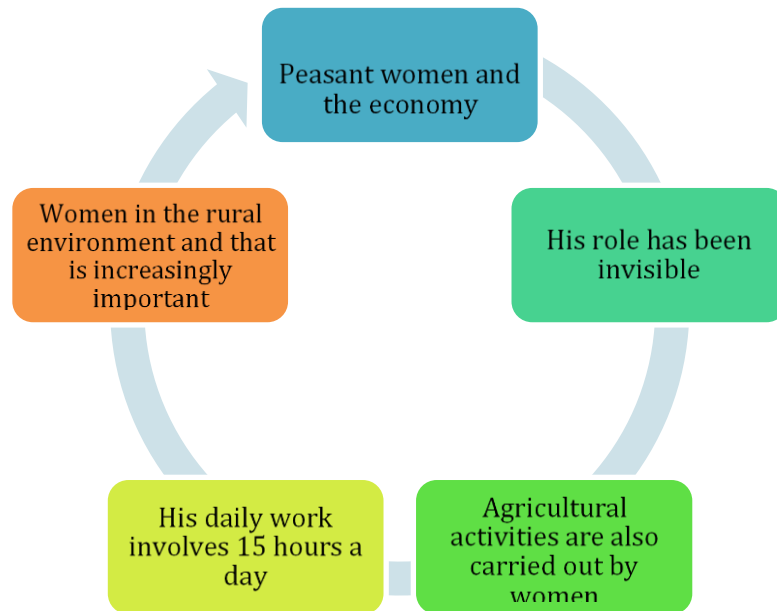 Peasant women and
the economy
His role has been
invisible
Agricultural
activities are also
carried out by
women
His daily work
involves 15 hours a
day
Women in the rural
environment and that
is increasingly
important